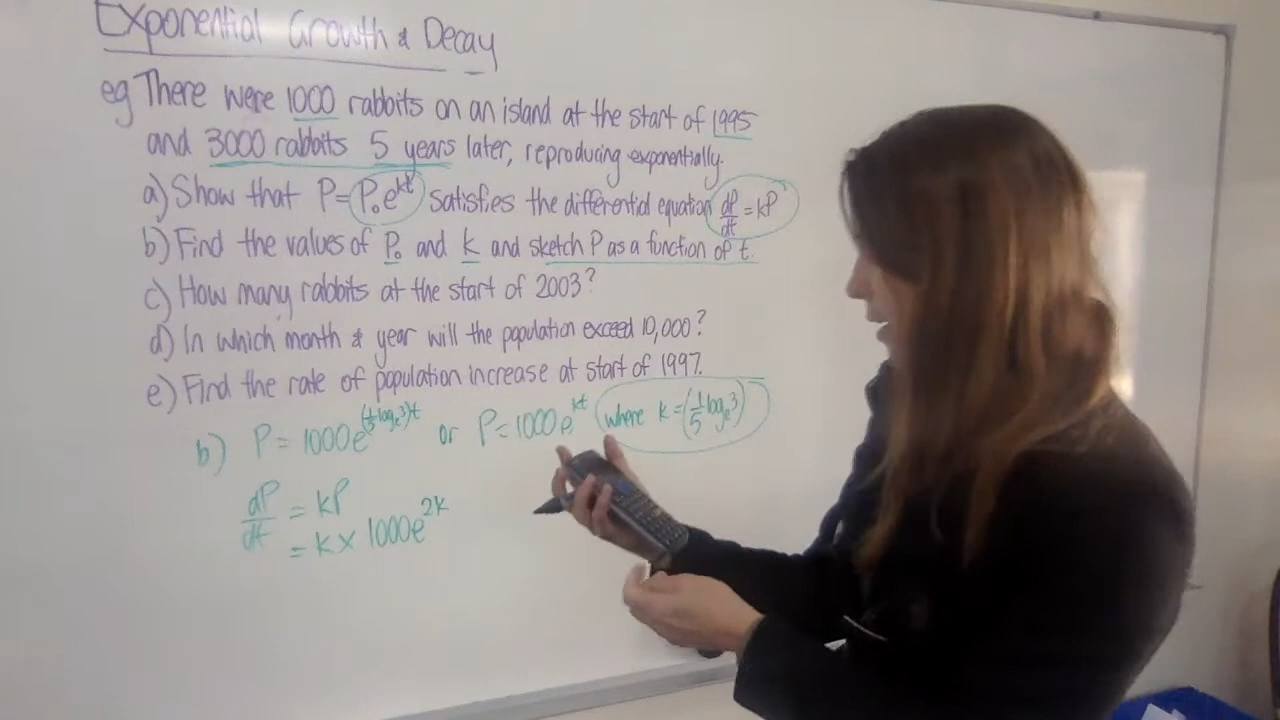 Exponential Growth & Decay
eg There were 1000 rabbits on an island at the start of 1995
and 3000 rabbits 5 years later, reproducing exponentially.
a) Show that P=P₀e^kt satisfies the differential equation dP/dt = kP
b) Find the values of P₀ and k and sketch P as a function of t.
c) How many rabbits at the start of 2003?
d) In which month & year will the population exceed 10,000?
e) Find the rate of population increase at start of 1997.
b) P = 1000e^(⅕logₑ3)t or P = 1000e^kt where k = (⅕logₑ3)
dP/dt = kP
= k × 1000e^2k